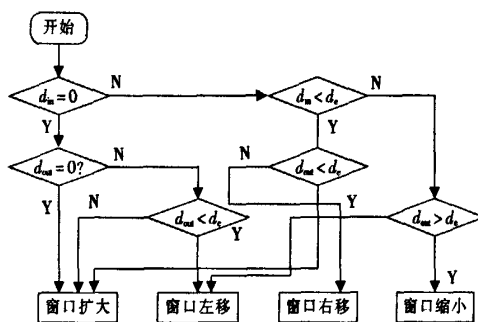 开始
d_in = 0
N
d_in < d_e
N
Y
Y
d_out = 0?
N
N
d_out < d_e
Y
N
d_out < d_e
Y
Y
d_out > d_e
Y
窗口扩大
窗口左移
窗口右移
窗口缩小